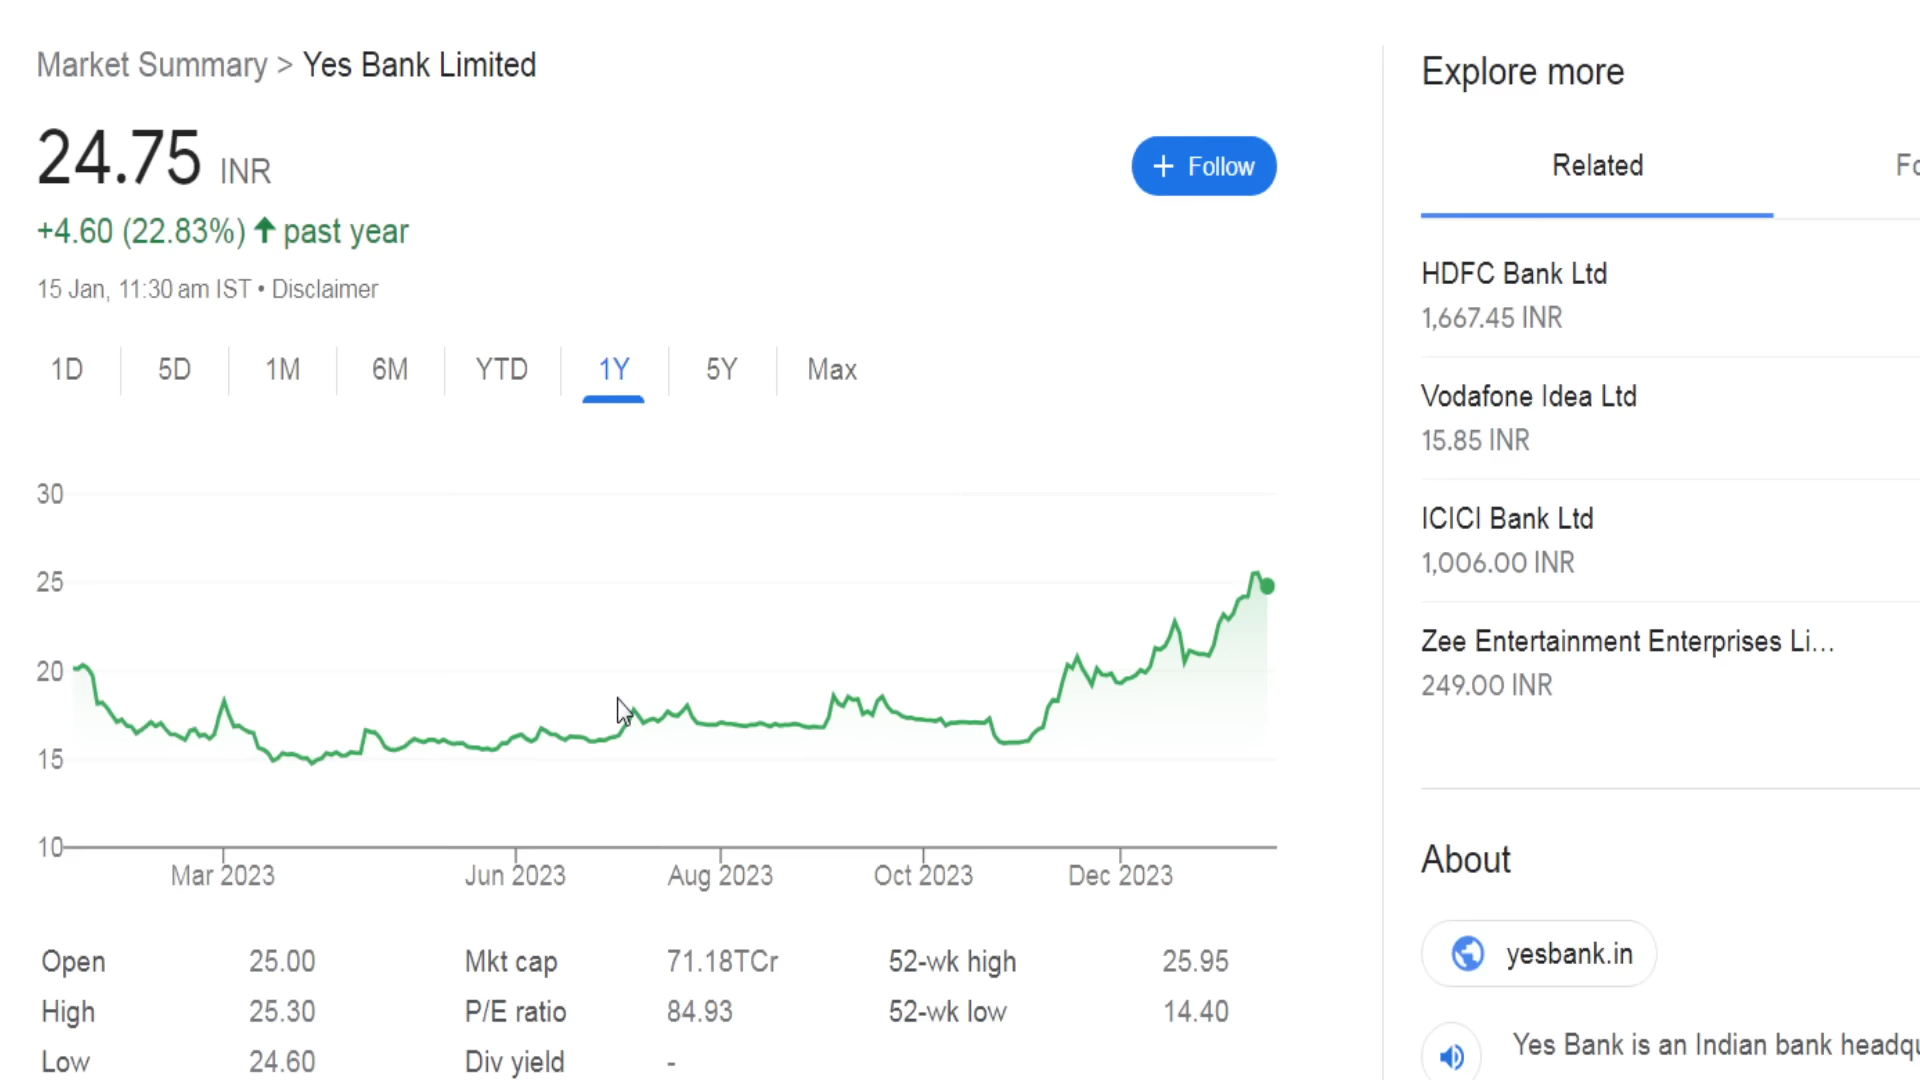 Market Summary > Yes Bank Limited
24.75 INR
+ Follow
+4.60 (22.83%) ↑ past year
15 Jan, 11:30 am IST • Disclaimer
1D 5D 1M 6M YTD 1Y 5Y Max
30
25
20
15
10
Mar 2023 Jun 2023 Aug 2023 Oct 2023 Dec 2023
Open 25.00 Mkt cap 71.18TCr 52-wk high 25.95
High 25.30 P/E ratio 84.93 52-wk low 14.40
Low 24.60 Div yield -
Explore more
Related
HDFC Bank Ltd
1,667.45 INR
Vodafone Idea Ltd
15.85 INR
ICICI Bank Ltd
1,006.00 INR
Zee Entertainment Enterprises Li...
249.00 INR
About
yesbank.in
Yes Bank is an Indian bank